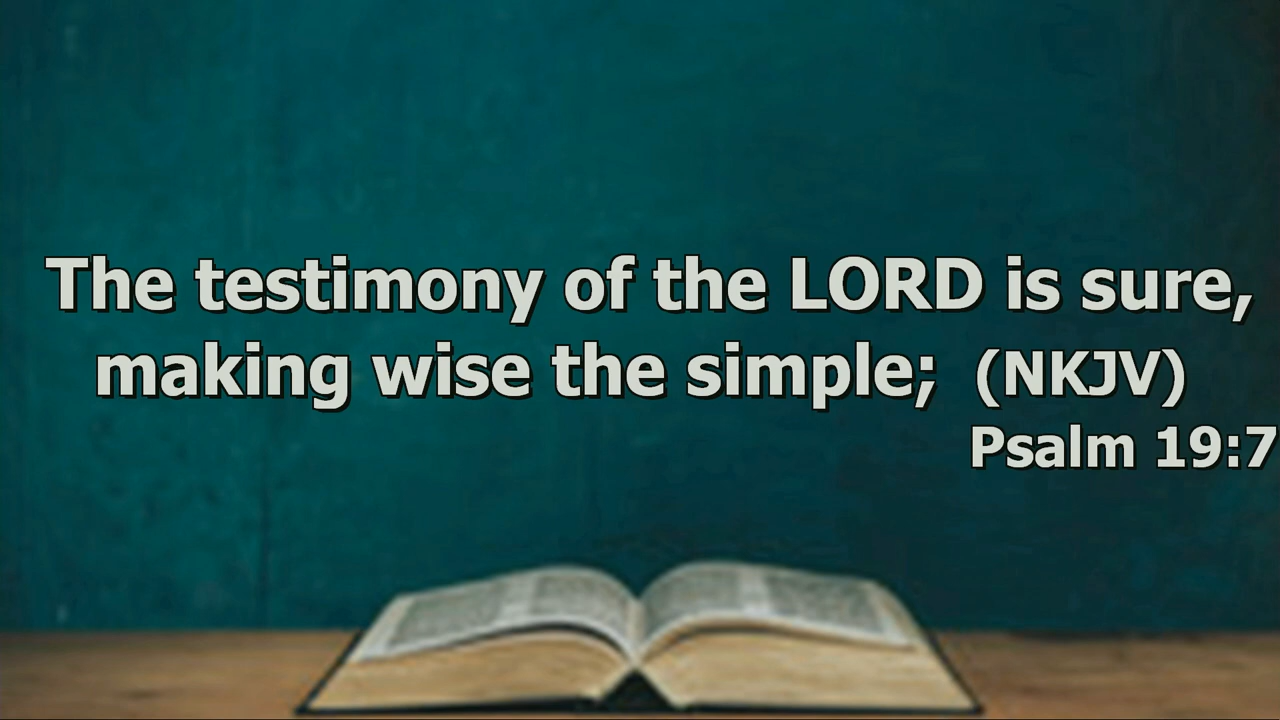 The testimony of the LORD is sure,
making wise the simple; (NKJV)
Psalm 19:7